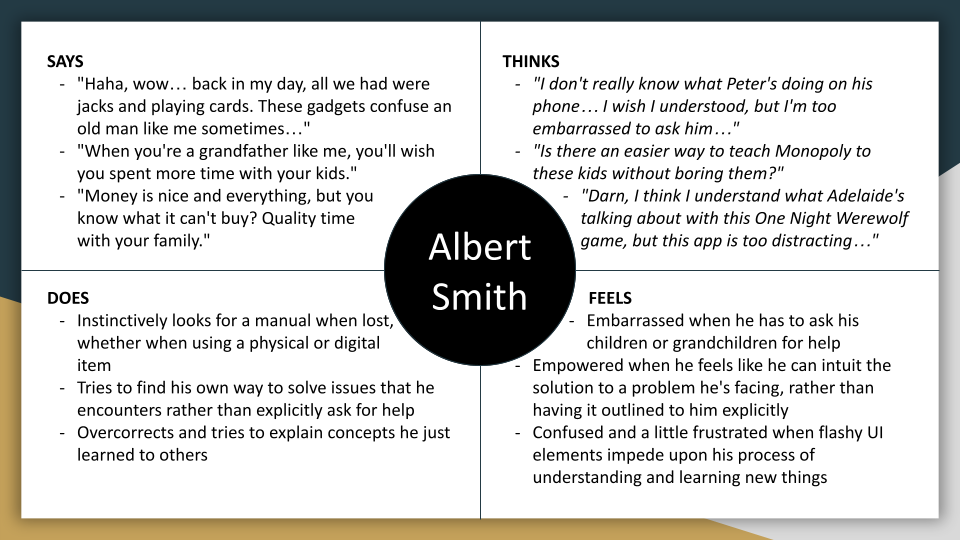 SAYS
- "Haha, wow… back in my day, all we had were
jacks and playing cards. These gadgets confuse an
old man like me sometimes…"
- "When you're a grandfather like me, you'll wish
you spent more time with your kids."
- "Money is nice and everything, but you
know what it can't buy? Quality time
with your family."
THINKS
- "I don't really know what Peter's doing on his
phone… I wish I understood, but I'm too
embarrassed to ask him…"
- "Is there an easier way to teach Monopoly to
these kids without boring them?"
- "Darn, I think I understand what Adelaide's
talking about with this One Night Werewolf
game, but this app is too distracting…"
Albert
Smith
DOES
- Instinctively looks for a manual when lost,
whether when using a physical or digital
item
- Tries to find his own way to solve issues that he
encounters rather than explicitly ask for help
- Overcorrects and tries to explain concepts he just
learned to others
FEELS
- Embarrassed when he has to ask his
children or grandchildren for help
- Empowered when he feels like he can intuit the
solution to a problem he's facing, rather than
having it outlined to him explicitly
- Confused and a little frustrated when flashy UI
elements impede upon his process of
understanding and learning new things